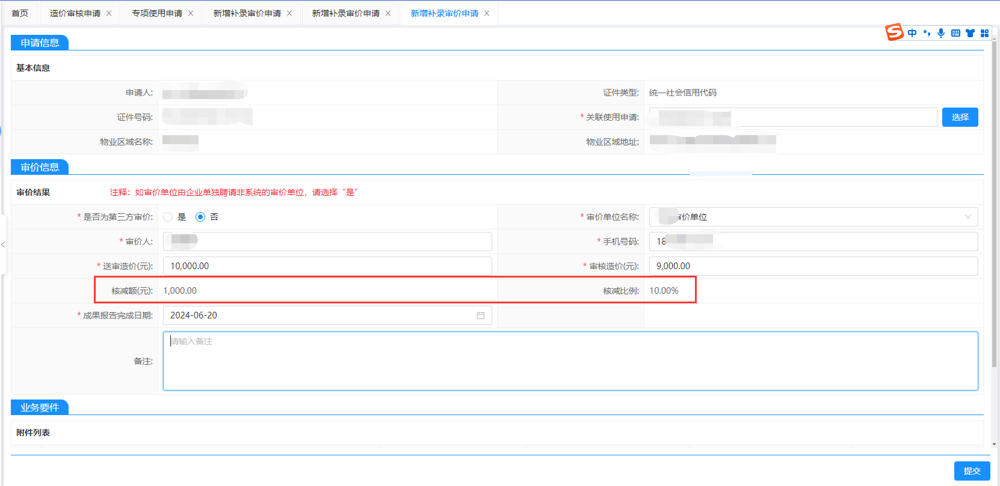 首页 造价审核申请 × 专项使用申请 × 新增补录审价申请 × 新增补录审价申请 × 新增补录审价申请 ×
中
申请信息
基本信息
申请人: 证件类型: 统一社会信用代码
证件号码: * 关联使用申请: 选择
物业区域名称: 物业区域地址:
审价信息
审价结果 注释：如审价单位由企业单独聘请非系统的审价单位，请选择“是”
* 是否为第三方审价: 是 否 * 审价单位名称: 审价单位
* 审价人: * 手机号码: 18
* 送审造价(元): 10,000.00 * 审核造价(元): 9,000.00
核减额(元): 1,000.00 核减比例: 10.00%
* 成果报告完成日期: 2024-06-20
备注: 请输入备注
业务要件
附件列表
提交